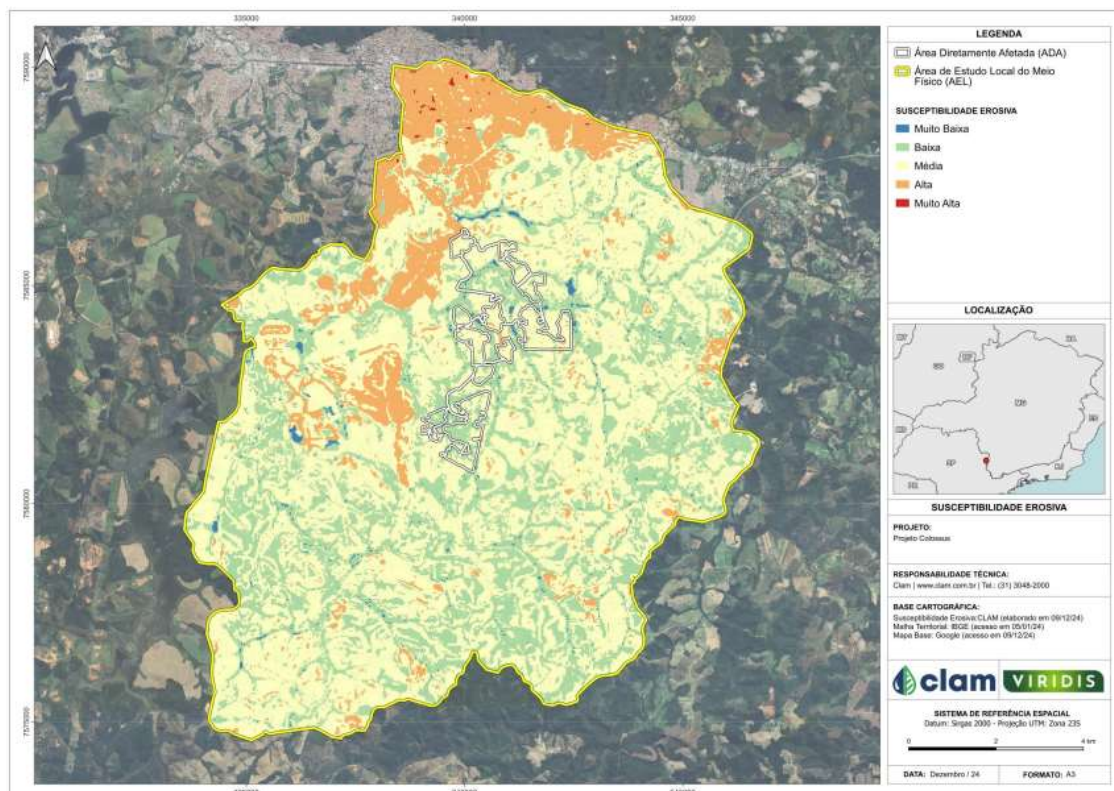 335000
340000
345000
7590000
7585000
7580000
7575000
LEGENDA
Área Diretamente Afetada (ADA)
Área de Estudo Local do Meio
Físico (AEL)
SUSCEPTIBILIDADE EROSIVA
Muito Baixa
Baixa
Média
Alta
Muito Alta
LOCALIZAÇÃO
MG
SP
RJ
ES
SUSCEPTIBILIDADE EROSIVA
PROJETO:
Projeto Colossus
RESPONSABILIDADE TÉCNICA:
Clam | www.clam.com.br | Tel.: (31) 3048-2000
BASE CARTOGRÁFICA:
Susceptibilidade Erosiva:CLAM (elaborado em 09/12/24)
Malha Territorial: IBGE (acesso em 05/01/24)
Mapa Base: Google (acesso em 09/12/24)
clam
VIRIDIS
SISTEMA DE REFERÊNCIA ESPACIAL
Datum: Sirgas 2000 - Projeção UTM: Zona 23S
0 2 4 km
DATA: Dezembro / 24
FORMATO: A3